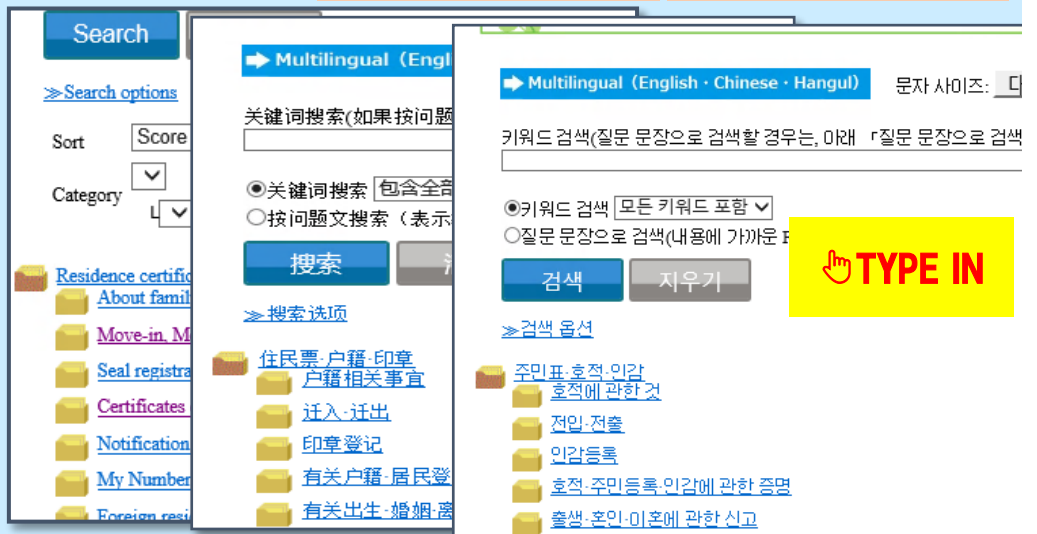 Search
≫Search options
Sort
Score
Category
Residence certific
About famil
Move-in, M
Seal registra
Certificates
Notification
My Number
Foreign resi
➡ Multilingual（Engl
关键词搜索(如果按问题
关键词搜索 包含全部
按问题文搜索（表示
搜索
≫搜索选项
住民票·户籍·印章
户籍相关事宜
迁入·迁出
印章登记
有关户籍·居民登
有关出生·婚姻·离
➡ Multilingual（English・Chinese・Hangul）
문자 사이즈:
키워드 검색(질문 문장으로 검색할 경우는, 아래 「질문 문장으로 검색
키워드 검색 모든 키워드 포함
질문 문장으로 검색(내용에 가까운 F
검색 지우기
TYPE IN
≫검색 옵션
주민표·호적·인감
호적에 관한 것
전입·전출
인감등록
호적·주민등록·인감에 관한 증명
출생·혼인·이혼에 관한 신고